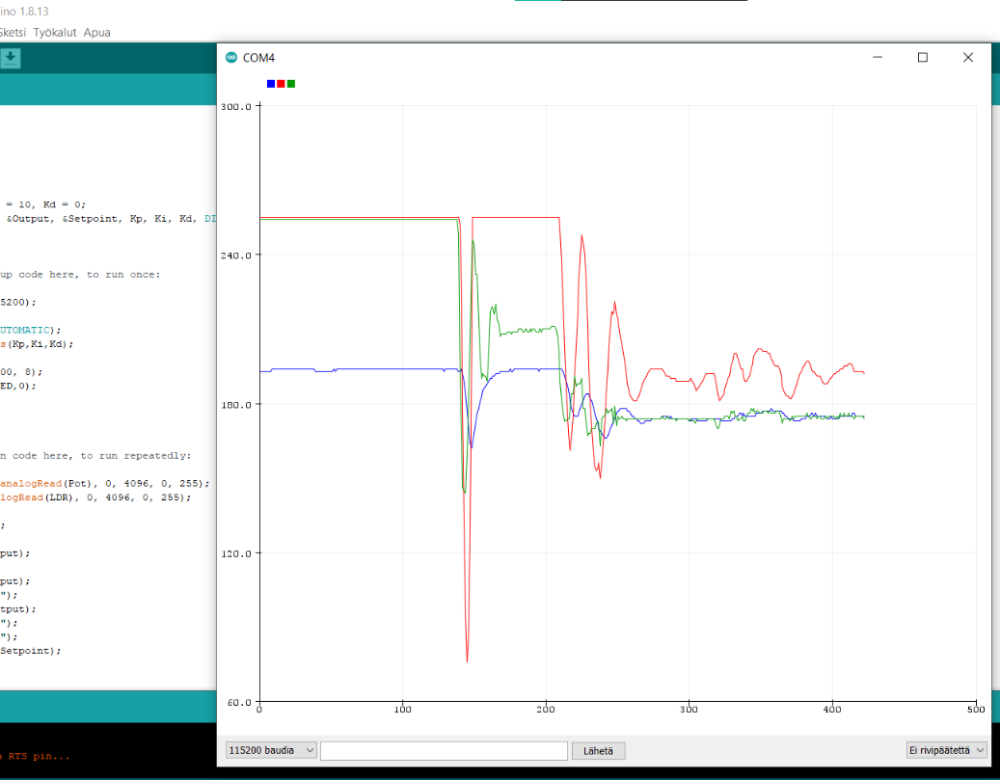 ino 1.8.13
Sketsi Työkalut Apua
COM4
300.0
240.0
180.0
120.0
60.0
0 100 200 300 400 500
= 10, Kd = 0;
&Output, &Setpoint, Kp, Ki, Kd, DI
up code here, to run once:
5200);
UTOMATIC);
s(Kp,Ki,Kd);
00, 8);
ED,0);
n code here, to run repeatedly:
analogRead(Pot), 0, 4096, 0, 255);
logRead(LDR), 0, 4096, 0, 255);
;
put);
put);
");
tput);
");
");
Setpoint);
RTS pin...
115200 baudia
Lähetä
Ei rivipäätettä